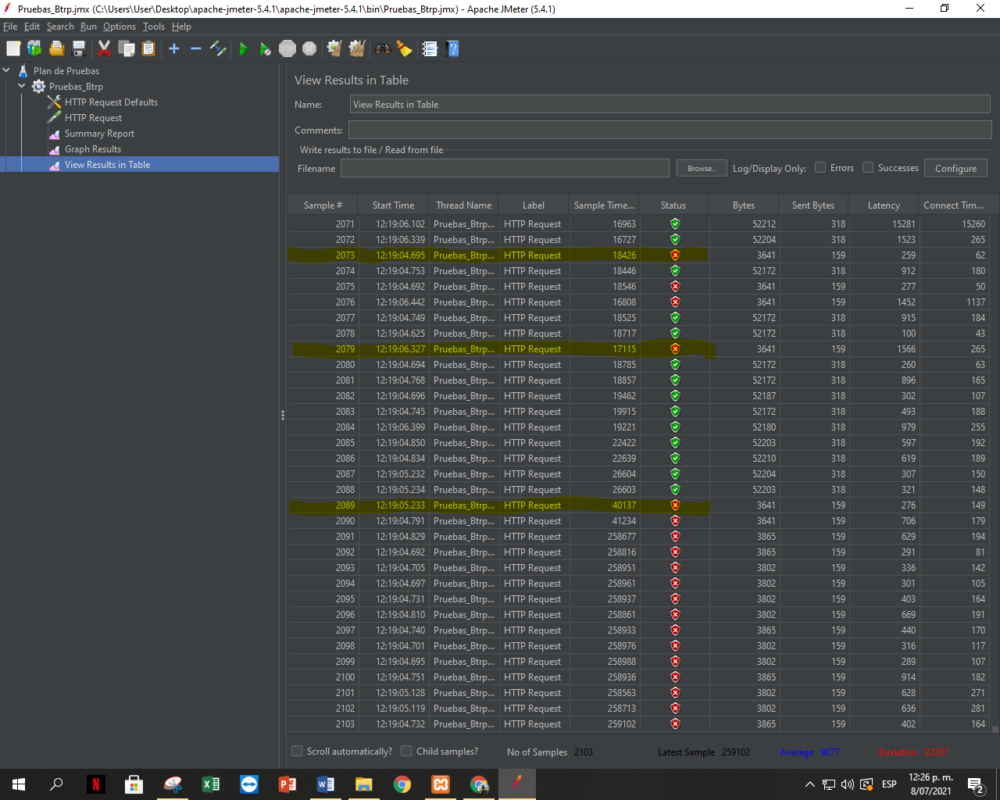 Pruebas_Btrp.jmx (C:\Users\User\Desktop\apache-jmeter-5.4.1\apache-jmeter-5.4.1\bin\Pruebas_Btrp.jmx) - Apache JMeter (5.4.1)
File Edit Search Run Options Tools Help
Plan de Pruebas
Pruebas_Btrp
HTTP Request Defaults
HTTP Request
Summary Report
Graph Results
View Results in Table
View Results in Table
Name: View Results in Table
Comments:
Write results to file / Read from file
Filename Browse... Log/Display Only: Errors Successes Configure
Sample # Start Time Thread Name Label Sample Time... Status Bytes Sent Bytes Latency Connect Tim...
2071 12:19:06.102 Pruebas_Btrp... HTTP Request 16963 52212 318 15281 15260
2072 12:19:06.339 Pruebas_Btrp... HTTP Request 16727 52204 318 1523 265
2073 12:19:04.695 Pruebas_Btrp... HTTP Request 18426 3641 159 259 62
2074 12:19:04.753 Pruebas_Btrp... HTTP Request 18446 52172 318 912 180
2075 12:19:04.692 Pruebas_Btrp... HTTP Request 18546 3641 159 277 50
2076 12:19:06.442 Pruebas_Btrp... HTTP Request 16808 3641 159 1452 1137
2077 12:19:04.749 Pruebas_Btrp... HTTP Request 18525 52172 318 915 184
2078 12:19:04.625 Pruebas_Btrp... HTTP Request 18717 52172 318 100 43
2079 12:19:06.327 Pruebas_Btrp... HTTP Request 17115 3641 159 1566 265
2080 12:19:04.694 Pruebas_Btrp... HTTP Request 18785 52172 318 260 63
2081 12:19:04.768 Pruebas_Btrp... HTTP Request 18857 52172 318 896 165
2082 12:19:04.696 Pruebas_Btrp... HTTP Request 19462 52187 318 302 107
2083 12:19:04.745 Pruebas_Btrp... HTTP Request 19915 52172 318 493 188
2084 12:19:06.399 Pruebas_Btrp... HTTP Request 19221 52180 318 979 255
2085 12:19:04.850 Pruebas_Btrp... HTTP Request 22422 52203 318 597 192
2086 12:19:04.834 Pruebas_Btrp... HTTP Request 22639 52210 318 619 189
2087 12:19:05.232 Pruebas_Btrp... HTTP Request 26604 52204 318 307 150
2088 12:19:05.234 Pruebas_Btrp... HTTP Request 26603 52203 318 321 148
2089 12:19:05.233 Pruebas_Btrp... HTTP Request 40137 3641 159 276 149
2090 12:19:04.791 Pruebas_Btrp... HTTP Request 41234 3641 159 706 179
2091 12:19:04.829 Pruebas_Btrp... HTTP Request 258677 3865 159 629 194
2092 12:19:04.692 Pruebas_Btrp... HTTP Request 258816 3865 159 291 81
2093 12:19:04.705 Pruebas_Btrp... HTTP Request 258951 3802 159 336 142
2094 12:19:04.697 Pruebas_Btrp... HTTP Request 258961 3802 159 301 105
2095 12:19:04.731 Pruebas_Btrp... HTTP Request 258937 3802 159 403 164
2096 12:19:04.810 Pruebas_Btrp... HTTP Request 258861 3802 159 669 191
2097 12:19:04.740 Pruebas_Btrp... HTTP Request 258933 3865 159 440 170
2098 12:19:04.701 Pruebas_Btrp... HTTP Request 258976 3802 159 316 117
2099 12:19:04.695 Pruebas_Btrp... HTTP Request 258988 3802 159 289 107
2100 12:19:04.751 Pruebas_Btrp... HTTP Request 258936 3865 159 914 182
2101 12:19:05.128 Pruebas_Btrp... HTTP Request 258563 3802 159 628 271
2102 12:19:05.119 Pruebas_Btrp... HTTP Request 258713 3802 159 636 281
2103 12:19:04.732 Pruebas_Btrp... HTTP Request 259102 3865 159 402 164
Scroll automatically? Child samples? No of Samples 2103 Latest Sample 259102 Average 9077 Deviation 22287
ESP 12:26 p. m.
8/07/2021
2